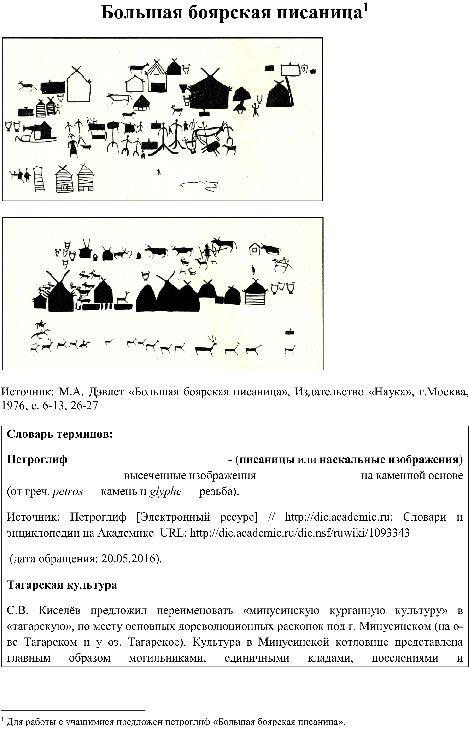 Большая боярская писаница¹
Источник: М.А. Дэвлет «Большая боярская писаница», Издательство «Наука», г.Москва,
1976, с. 6-13, 26-27
Словарь терминов:
Петроглиф - (писаницы или наскальные изображения)
высеченные изображения на каменной основе
(от греч. petros камень и glyphe резьба).
Источник: Петроглиф [Электронный ресурс] // http://dic.academic.ru: Словари и
энциклопедии на Академике URL: http://dic.academic.ru/dic.nsf/ruwiki/1093343
(дата обращения: 20.05.2016).
Тагарская культура
С.В. Киселёв предложил переименовать «минусинскую курганную культуру» в
«тагарскую», по месту основных дореволюционных раскопок под г. Минусинском (на о-
ве Тагарском и у оз. Тагарское). Культура в Минусинской котловине представлена
главным образом могильниками, единичными кладами, поселениями и
¹ Для работы с учащимися предложен петроглиф «Большая боярская писаница».